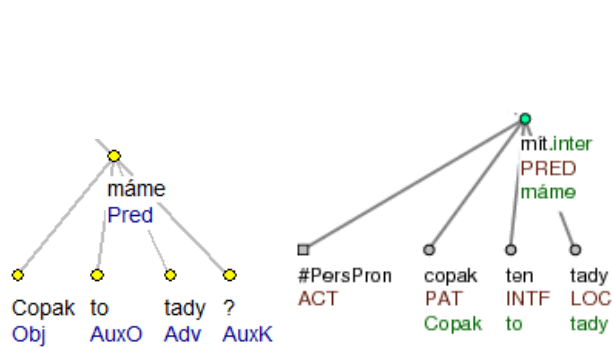 mít.inter
PRED
máme
máme
Pred
#PersPron copak ten tady
ACT PAT INTF LOC
Copak to tady
Copak to tady ?
Obj AuxO Adv AuxK